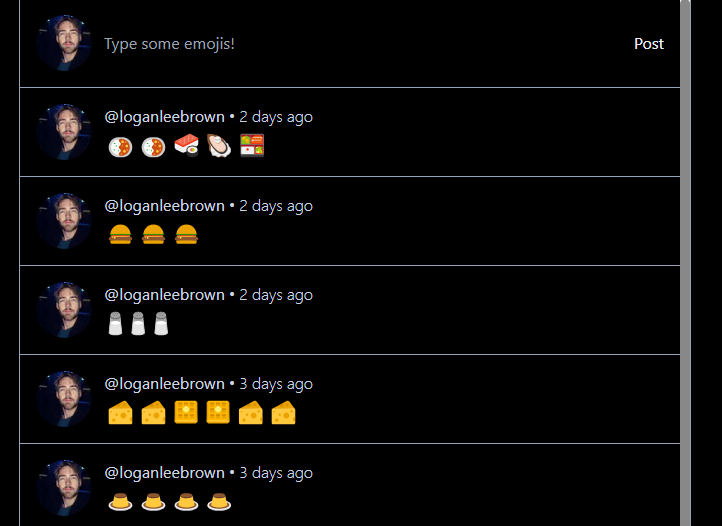 Type some emojis!
Post
@loganleebrown • 2 days ago
🍛🍛🍣🦪🍱
@loganleebrown • 2 days ago
🍔🍔🍔
@loganleebrown • 2 days ago
🧂🧂🧂
@loganleebrown • 3 days ago
🧀🧀🧇🧇🧀🧀
@loganleebrown • 3 days ago
🍮🍮🍮🍮